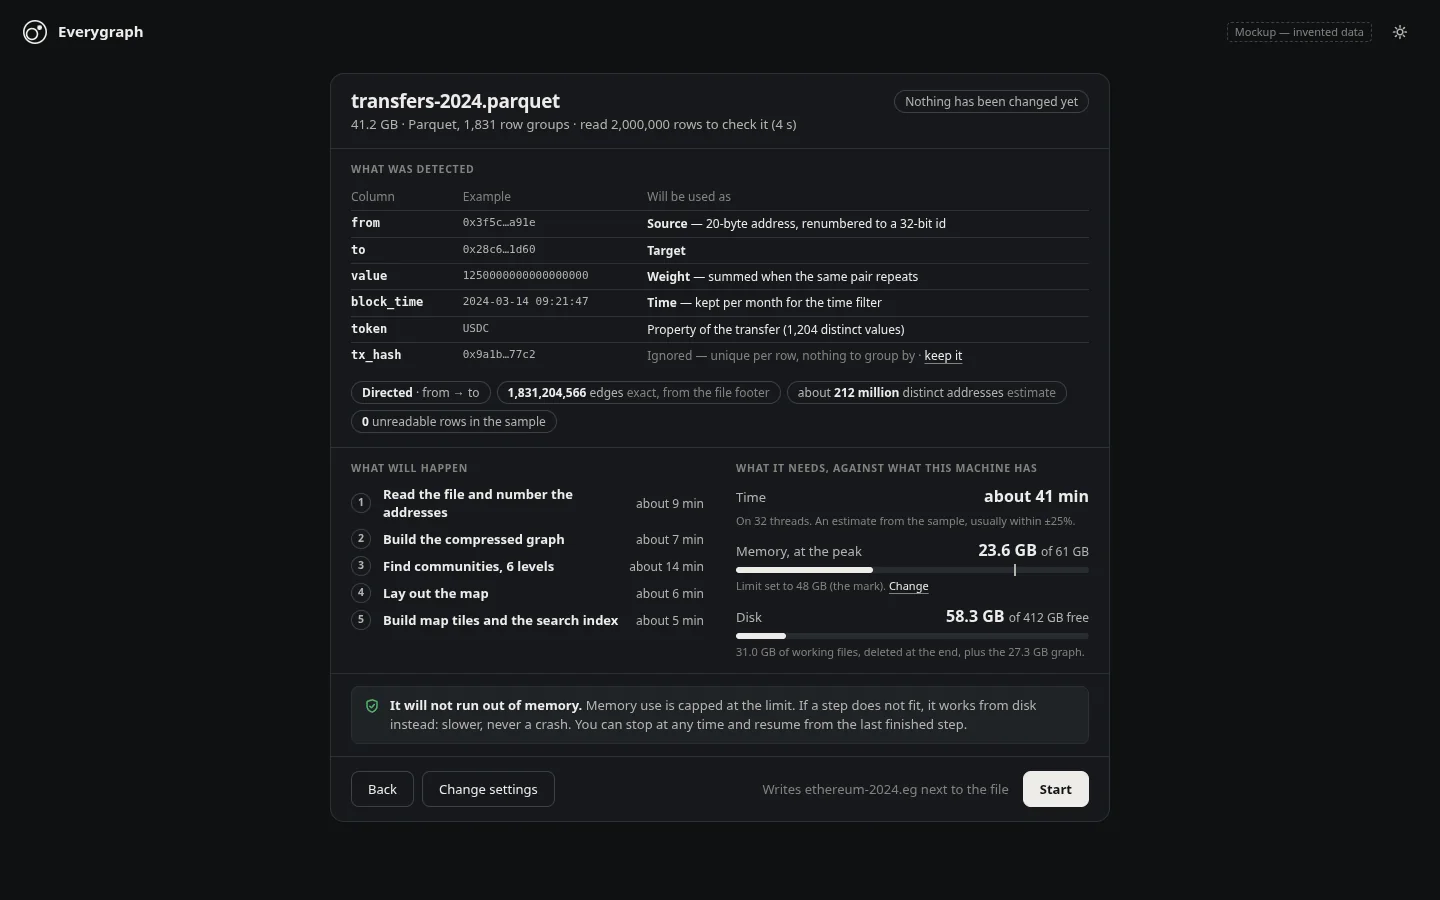 Everygraph
Mockup — invented data
transfers-2024.parquet
Nothing has been changed yet
41.2 GB · Parquet, 1,831 row groups · read 2,000,000 rows to check it (4 s)
WHAT WAS DETECTED
Column Example Will be used as
from 0x3f5c…a91e Source — 20-byte address, renumbered to a 32-bit id
to 0x28c6…1d60 Target
value 1250000000000000000 Weight — summed when the same pair repeats
block_time 2024-03-14 09:21:47 Time — kept per month for the time filter
token USDC Property of the transfer (1,204 distinct values)
tx_hash 0x9a1b…77c2 Ignored — unique per row, nothing to group by · keep it
Directed · from → to 1,831,204,566 edges exact, from the file footer about 212 million distinct addresses estimate
0 unreadable rows in the sample
WHAT WILL HAPPEN
1 Read the file and number the
addresses about 9 min
2 Build the compressed graph about 7 min
3 Find communities, 6 levels about 14 min
4 Lay out the map about 6 min
5 Build map tiles and the search index about 5 min
WHAT IT NEEDS, AGAINST WHAT THIS MACHINE HAS
Time about 41 min
On 32 threads. An estimate from the sample, usually within ±25%.
Memory, at the peak 23.6 GB of 61 GB
Limit set to 48 GB (the mark). Change
Disk 58.3 GB of 412 GB free
31.0 GB of working files, deleted at the end, plus the 27.3 GB graph.
It will not run out of memory. Memory use is capped at the limit. If a step does not fit, it works from disk
instead: slower, never a crash. You can stop at any time and resume from the last finished step.
Back Change settings Writes ethereum-2024.eg next to the file Start